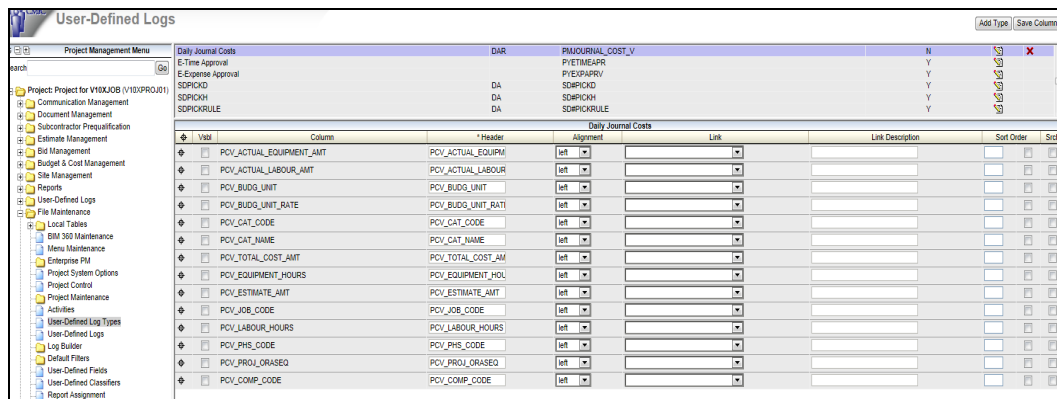 CMiC
User-Defined Logs
Add Type Save Column
Project Management Menu
earch Go
Project: Project for V10XJOB (V10XPROJ01)
Communication Management
Document Management
Subcontractor Prequalification
Estimate Management
Bid Management
Budget & Cost Management
Site Management
Reports
User-Defined Logs
File Maintenance
Local Tables
BIM 360 Maintenance
Menu Maintenance
Enterprise PM
Project System Options
Project Control
Project Maintenance
Activities
User-Defined Log Types
User-Defined Logs
Log Builder
Default Filters
User-Defined Fields
User-Defined Classifiers
Report Assignment
Daily Journal Costs DAR PMJOURNAL_COST_V N
E-Time Approval PYETIMEAPR Y
E-Expense Approval PYEXPAPRV Y
SDPICKD DA SD#PICKD Y
SDPICKH DA SD#PICKH Y
SDPICKRULE DA SD#PICKRULE Y
Daily Journal Costs
Vsbl Column * Header Alignment Link Link Description Sort Order Srch
PCV_ACTUAL_EQUIPMENT_AMT PCV_ACTUAL_EQUIPM left
PCV_ACTUAL_LABOUR_AMT PCV_ACTUAL_LABOUR left
PCV_BUDG_UNIT PCV_BUDG_UNIT left
PCV_BUDG_UNIT_RATE PCV_BUDG_UNIT_RATI left
PCV_CAT_CODE PCV_CAT_CODE left
PCV_CAT_NAME PCV_CAT_NAME left
PCV_TOTAL_COST_AMT PCV_TOTAL_COST_AM left
PCV_EQUIPMENT_HOURS PCV_EQUIPMENT_HOU left
PCV_ESTIMATE_AMT PCV_ESTIMATE_AMT left
PCV_JOB_CODE PCV_JOB_CODE left
PCV_LABOUR_HOURS PCV_LABOUR_HOURS left
PCV_PHS_CODE PCV_PHS_CODE left
PCV_PROJ_ORASEQ PCV_PROJ_ORASEQ left
PCV_COMP_CODE PCV_COMP_CODE left